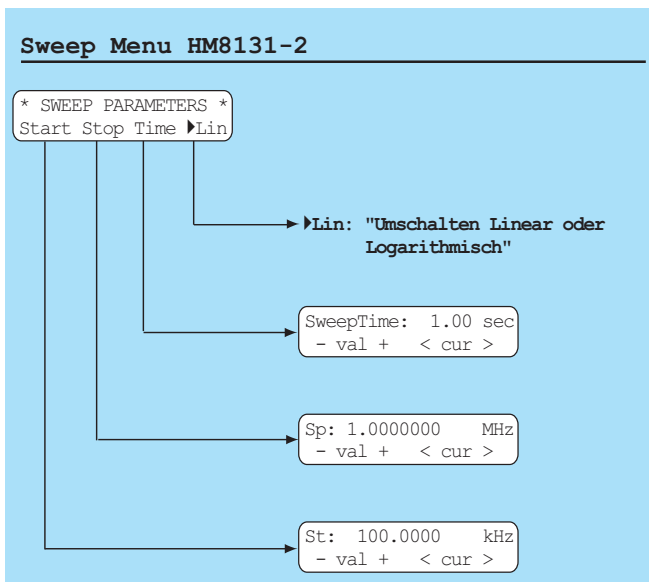 Sweep Menu HM8131-2
* SWEEP PARAMETERS *
Start Stop Time ▶Lin
▶Lin: "Umschalten Linear oder
Logarithmisch"
SweepTime: 1.00 sec
- val + < cur >
Sp: 1.0000000 MHz
- val + < cur >
St: 100.0000 kHz
- val + < cur >